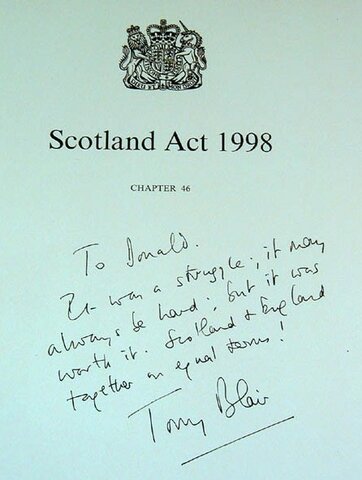 Scotland Act 1998
CHAPTER 46
To Donald.
It was a struggle; it may
always be hard; but it was
worth it. Scotland & England
together on equal terms!
Tony Blair